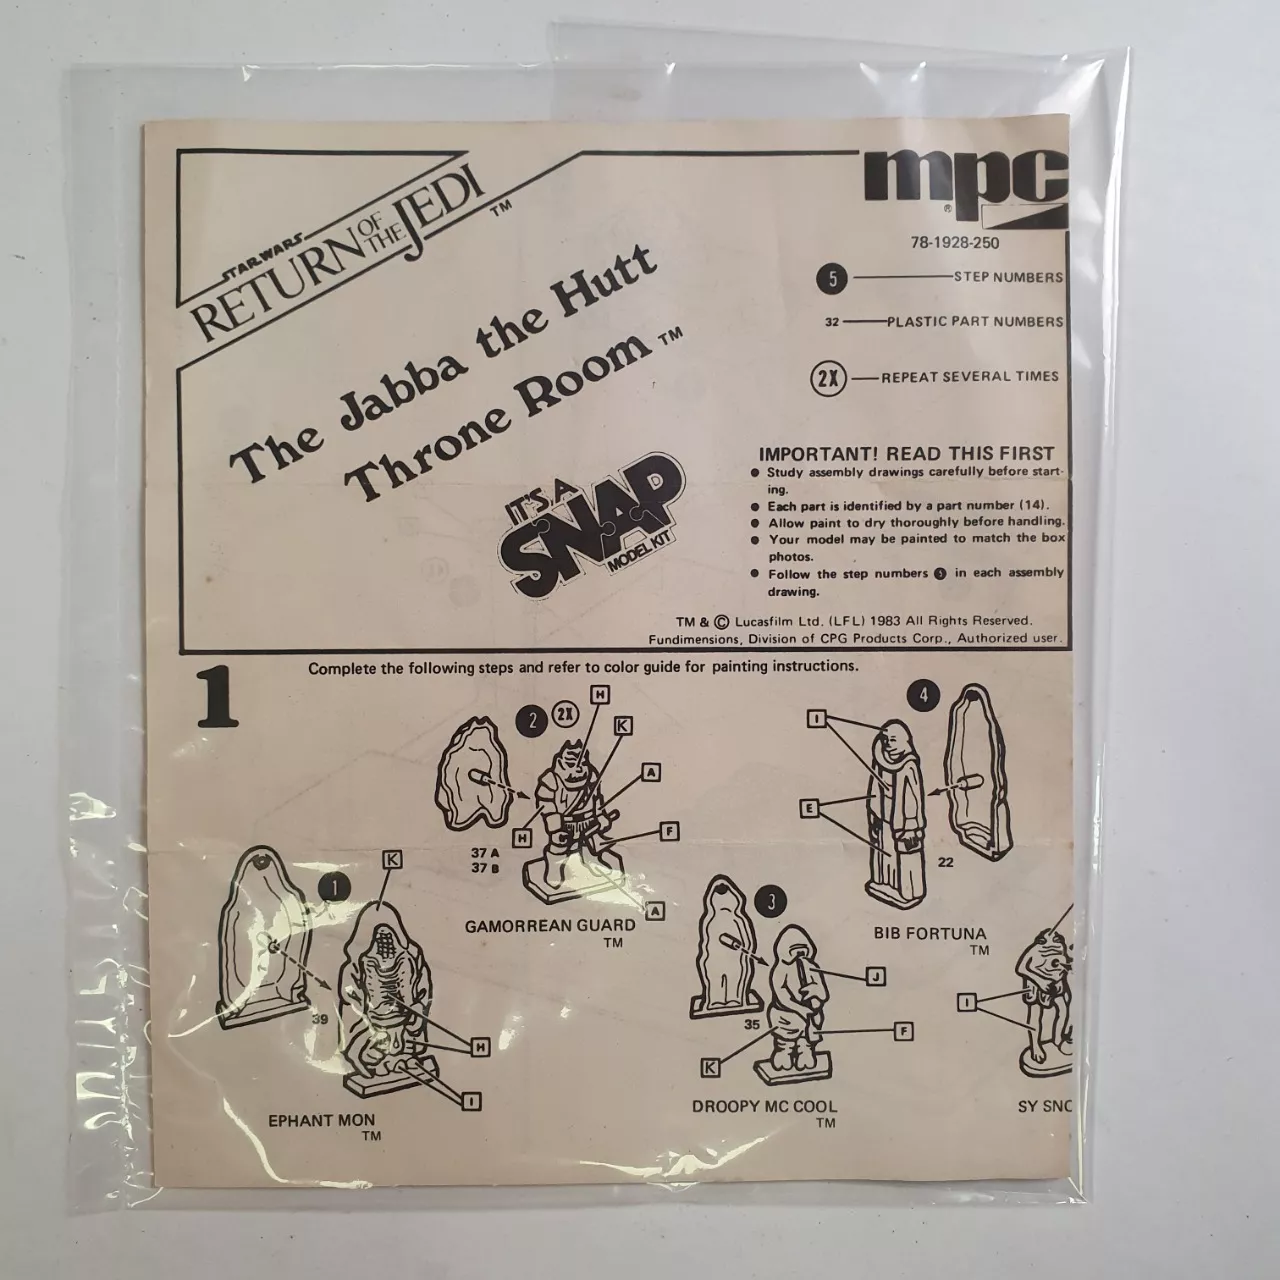 STAR WARS
RETURN OF THE JEDI TM
The Jabba the Hutt
Throne Room TM
IT'S A
SNAP
MODEL KIT
mpc
®
78-1928-250
5 STEP NUMBERS
32 PLASTIC PART NUMBERS
2X REPEAT SEVERAL TIMES
IMPORTANT! READ THIS FIRST
● Study assembly drawings carefully before start-
ing.
● Each part is identified by a part number (14).
● Allow paint to dry thoroughly before handling.
● Your model may be painted to match the box
photos.
● Follow the step numbers 5 in each assembly
drawing.
TM & © Lucasfilm Ltd. (LFL) 1983 All Rights Reserved.
Fundimensions, Division of CPG Products Corp., Authorized user.
1
Complete the following steps and refer to color guide for painting instructions.
1
K
39
H
I
EPHANT MON
TM
2 2X
H
K
A
H
F
37 A
37 B
A
GAMORREAN GUARD
TM
3
J
35
F
K
DROOPY MC COOL
TM
4
I
E
22
BIB FORTUNA
TM
I
SY SNO